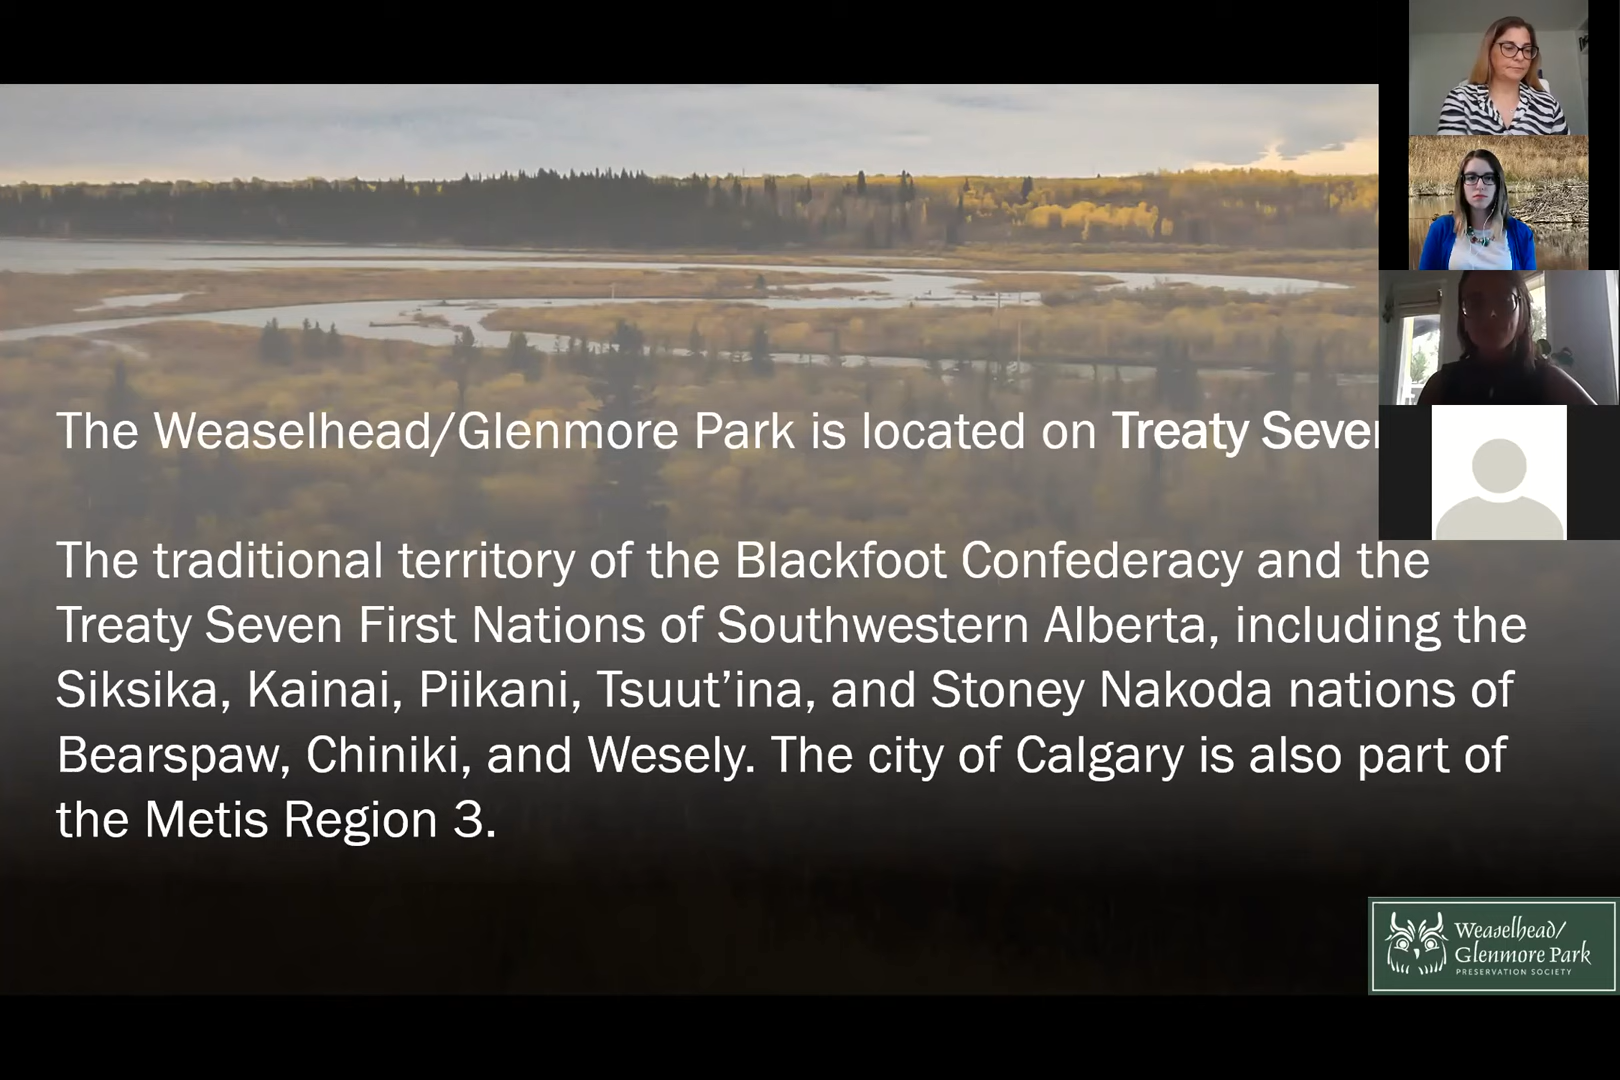 The Weaselhead/Glenmore Park is located on Treaty Seven
The traditional territory of the Blackfoot Confederacy and the
Treaty Seven First Nations of Southwestern Alberta, including the
Siksika, Kainai, Piikani, Tsuut’ina, and Stoney Nakoda nations of
Bearspaw, Chiniki, and Wesely. The city of Calgary is also part of
the Metis Region 3.
Weaselhead/
Glenmore Park
PRESERVATION SOCIETY